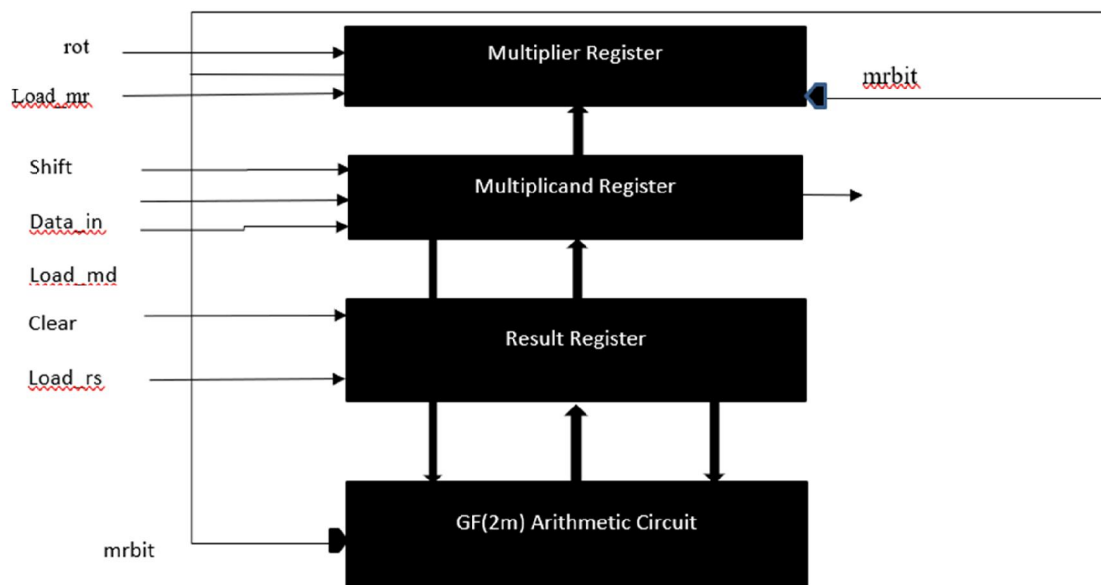 rot
Multiplier Register
mrbit
Load_mr
Shift
Multiplicand Register
Data_in
Load_md
Clear
Result Register
Load_rs
GF(2m) Arithmetic Circuit
mrbit